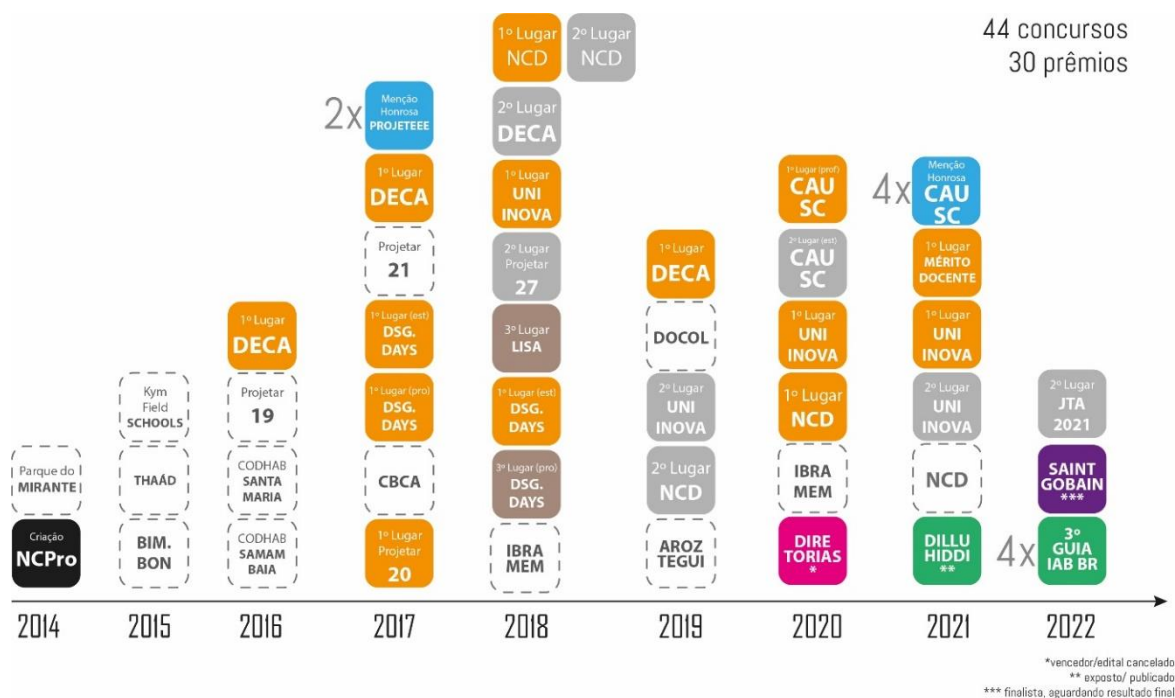 44 concursos
30 prêmios
Parque do
MIRANTE
Criação
NCPro
2014
Kym
Field
SCHOOLS
THAÁD
BIM.
BON
2015
1º Lugar
DECA
Projetar
19
CODHAB
SANTA
MARIA
CODHAB
SAMAM
BAIA
2016
2x
Menção
Honrosa
PROJETEEE
1º Lugar
DECA
Projetar
21
1º Lugar (est)
DSG.
DAYS
1º Lugar (pro)
DSG.
DAYS
CBCA
1º Lugar
Projetar
20
2017
1º Lugar
NCD
2º Lugar
NCD
2º Lugar
DECA
1º Lugar
UNI
INOVA
2º Lugar
Projetar
27
3º Lugar
LISA
1º Lugar (est)
DSG.
DAYS
3º Lugar (pro)
DSG.
DAYS
IBRA
MEM
2018
1º Lugar
DECA
DOCOL
2º Lugar
UNI
INOVA
2º Lugar
NCD
AROZ
TEGUI
2019
1º Lugar (prof)
CAU
SC
2º Lugar (est)
CAU
SC
1º Lugar
UNI
INOVA
1º Lugar
NCD
IBRA
MEM
DIRE
TORIAS
*
2020
4x
Menção
Honrosa
CAU
SC
1º Lugar
MÉRITO
DOCENTE
1º Lugar
UNI
INOVA
2º Lugar
UNI
INOVA
NCD
DILLU
HIDDI
**
2021
2º Lugar
JTA
2021
SAINT
GOBAIN
***
4x
3º
GUIA
IAB BR
2022
*vencedor/edital cancelado
** exposto/ publicado
*** finalista, aguardando resultado final